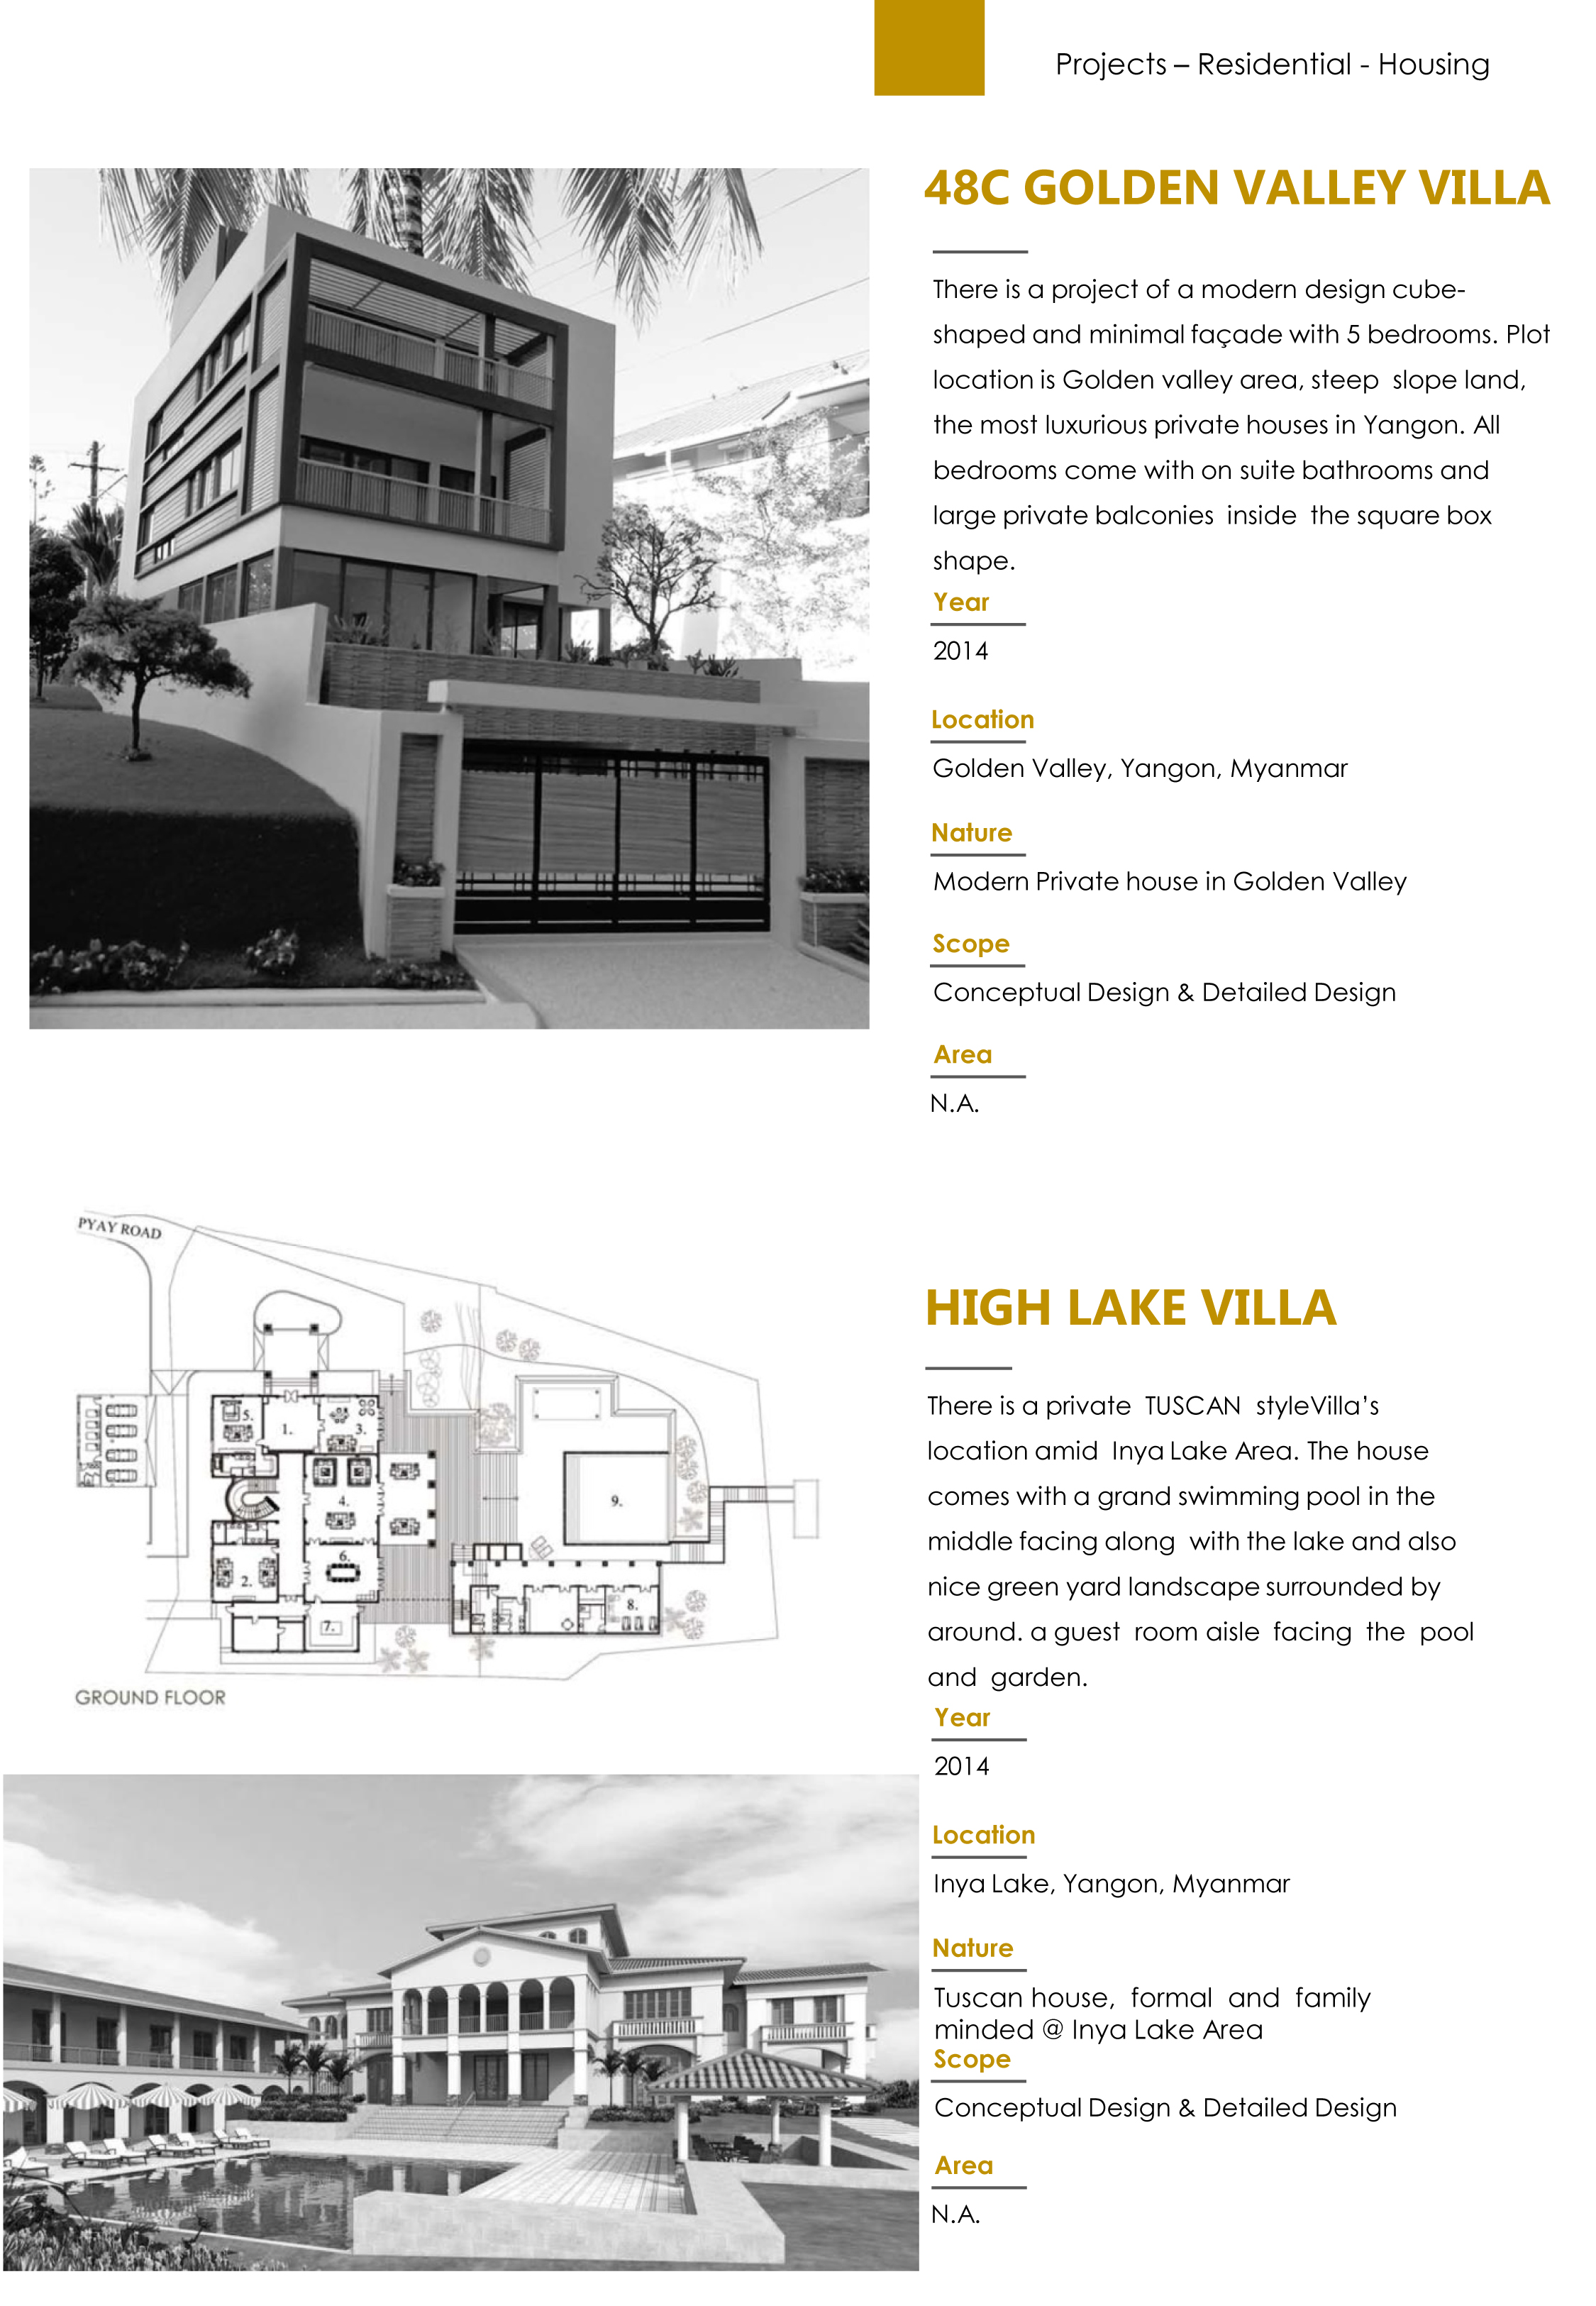 Projects – Residential - Housing
48C GOLDEN VALLEY VILLA
There is a project of a modern design cube-
shaped and minimal façade with 5 bedrooms. Plot
location is Golden valley area, steep slope land,
the most luxurious private houses in Yangon. All
bedrooms come with on suite bathrooms and
large private balconies inside the square box
shape.
Year
2014
Location
Golden Valley, Yangon, Myanmar
Nature
Modern Private house in Golden Valley
Scope
Conceptual Design & Detailed Design
Area
N.A.
PYAY ROAD
5.
1.
3.
4.
9.
6.
2.
8.
7.
GROUND FLOOR
HIGH LAKE VILLA
There is a private TUSCAN styleVilla’s
location amid Inya Lake Area. The house
comes with a grand swimming pool in the
middle facing along with the lake and also
nice green yard landscape surrounded by
around. a guest room aisle facing the pool
and garden.
Year
2014
Location
Inya Lake, Yangon, Myanmar
Nature
Tuscan house, formal and family
minded @ Inya Lake Area
Scope
Conceptual Design & Detailed Design
Area
N.A.